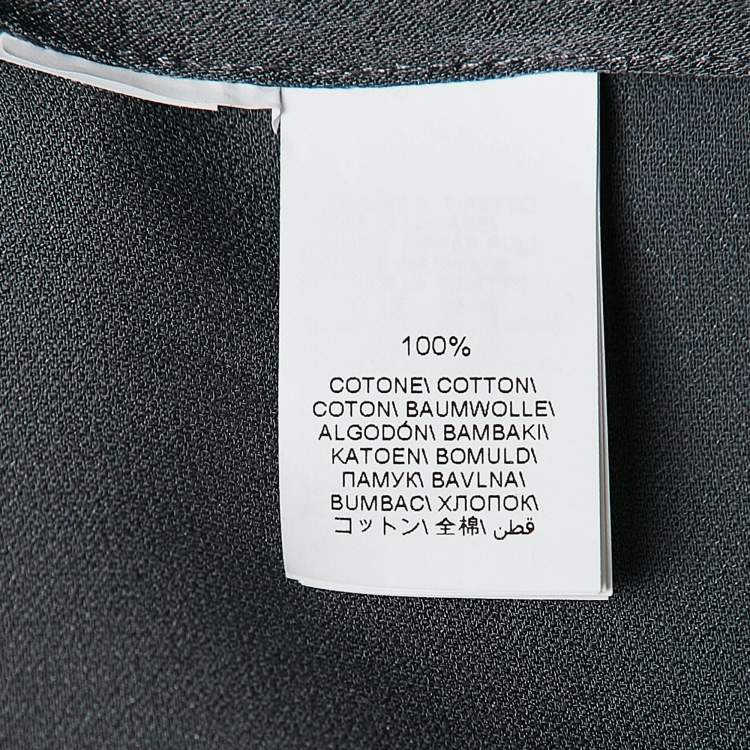 100%
COTONE\ COTTON\
COTON\ BAUMWOLLE\
ALGODÓN\ BAMBAKI\
KATOEN\ BOMULD\
ПАМУК\ BAVLNA\
BUMBAC\ ХЛОПОК\
コットン\ 全棉\ قطن